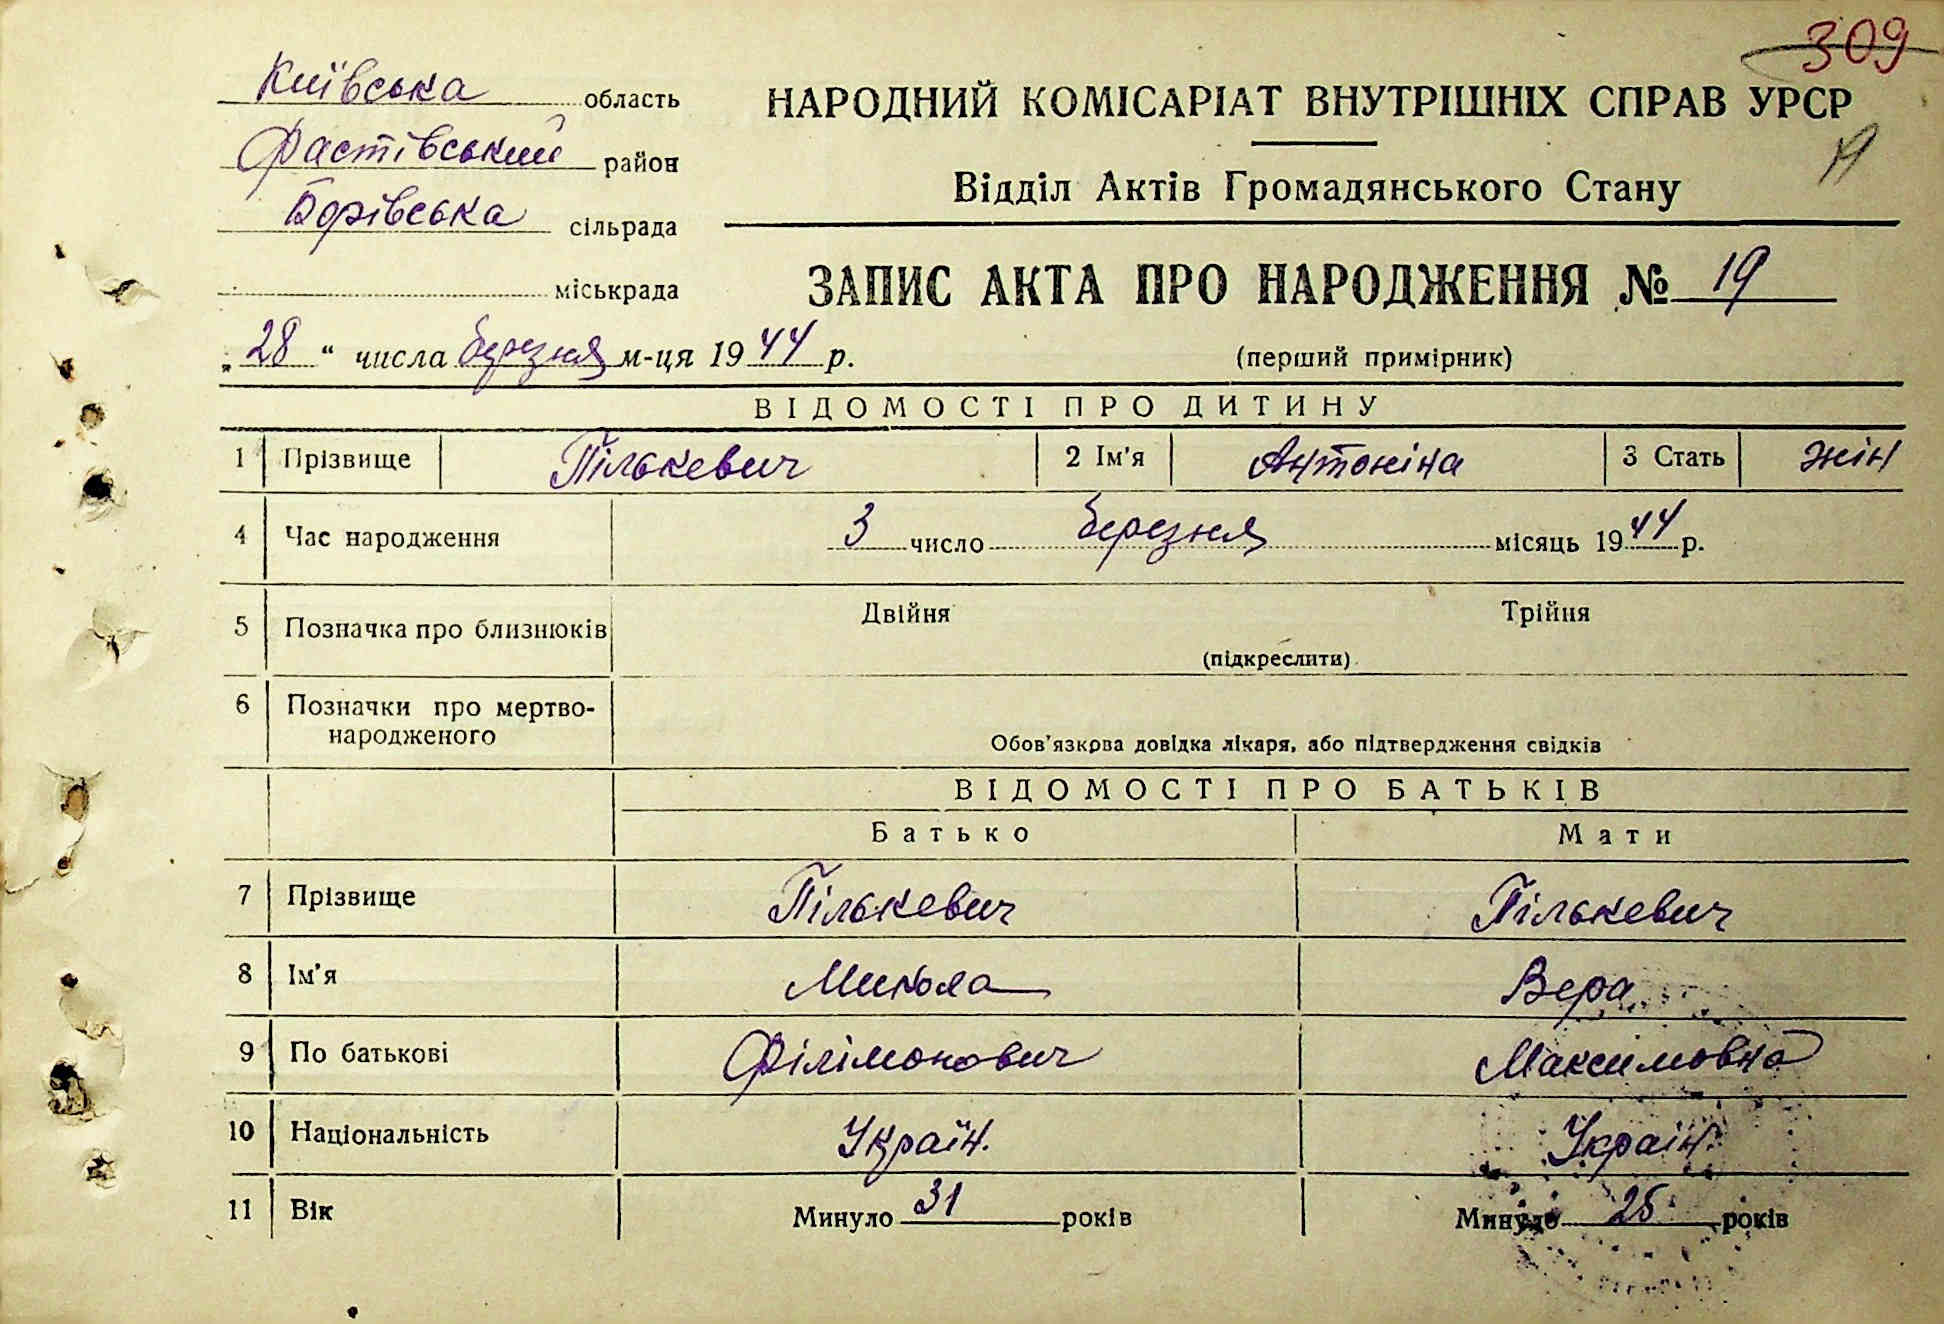 309
Київська область
Фастівський район
Борівська сільрада
міськрада
„28“ числа березня м-ця 1944 р.
НАРОДНИЙ КОМІСАРІАТ ВНУТРІШНІХ СПРАВ УРСР
Відділ Актів Громадянського Стану
ЗАПИС АКТА ПРО НАРОДЖЕННЯ № 19
(перший примірник)
ВІДОМОСТІ ПРО ДИТИНУ
1 Прізвище Пількевич 2 Ім'я Антоніна 3 Стать жін
4 Час народження 3 число березня місяць 1944 р.
5 Позначка про близнюків Двійня Трійня
(підкреслити)
6 Позначки про мертво-
народженого
Обов'язкова довідка лікаря, або підтвердження свідків
ВІДОМОСТІ ПРО БАТЬКІВ
Батько Мати
7 Прізвище Пількевич Пількевич
8 Ім'я Микола Вера
9 По батькові Філімонович Максимовна
10 Національність Україн. Україн.
11 Вік Минуло 31 років Минуло 25 років